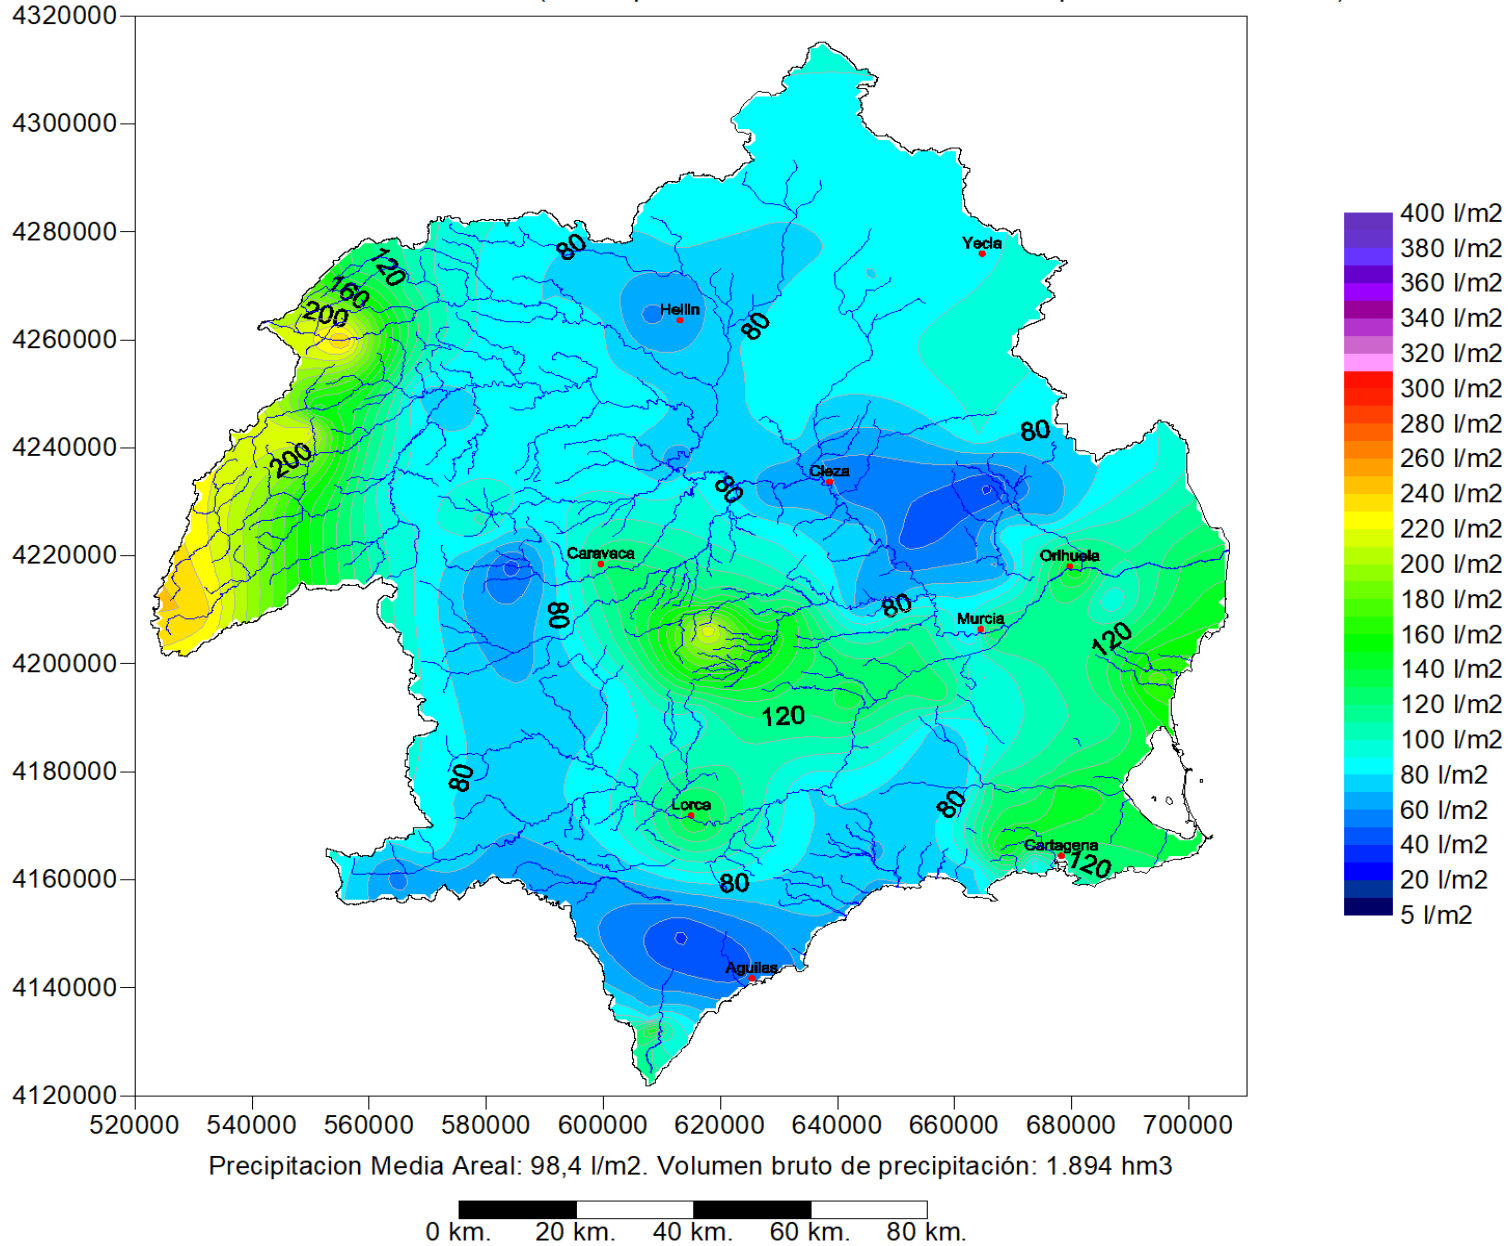 4320000
4300000
4280000
4260000
4240000
4220000
4200000
4180000
4160000
4140000
4120000
520000 540000 560000 580000 600000 620000 640000 660000 680000 700000
80
120
160
200
Yecla
Hellin
80
200
80
Cieza
80
Caravaca
Orihuela
80
80
Murcia
120
120
80
Lorca
80
Cartagena
120
80
Aguilas
400 l/m2
380 l/m2
360 l/m2
340 l/m2
320 l/m2
300 l/m2
280 l/m2
260 l/m2
240 l/m2
220 l/m2
200 l/m2
180 l/m2
160 l/m2
140 l/m2
120 l/m2
100 l/m2
80 l/m2
60 l/m2
40 l/m2
20 l/m2
5 l/m2
Precipitacion Media Areal: 98,4 l/m2. Volumen bruto de precipitación: 1.894 hm3
0 km. 20 km. 40 km. 60 km. 80 km.